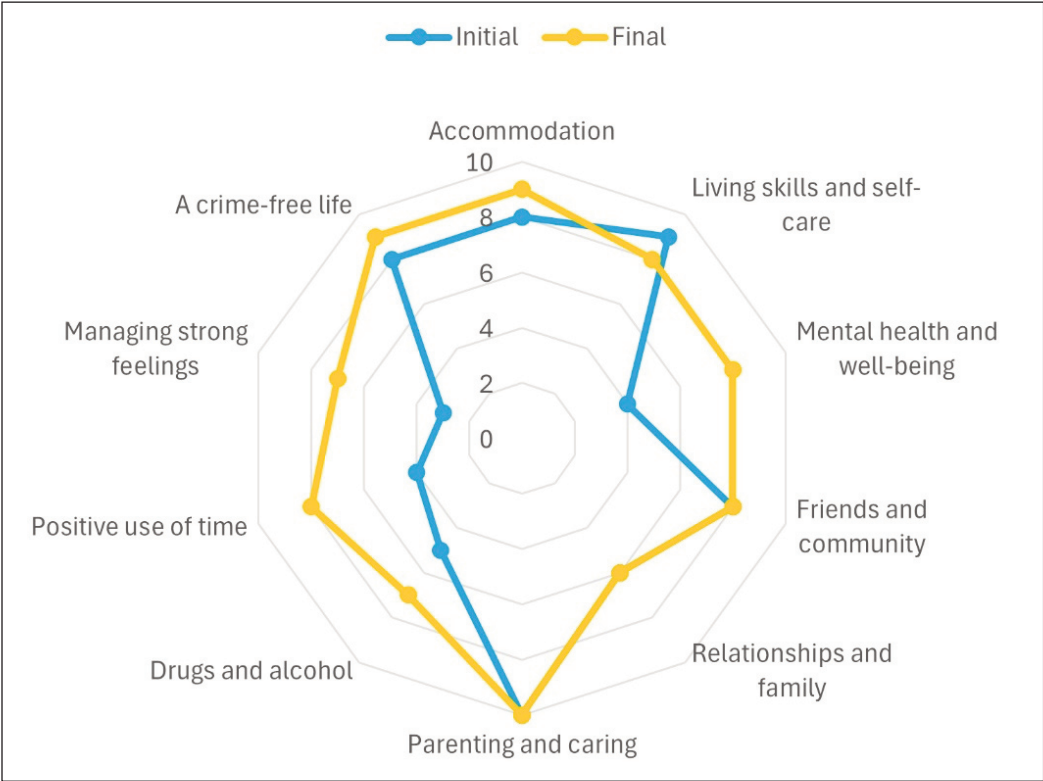 Initial Final
Accommodation
10
Living skills and self-
care
A crime-free life
8
6
Managing strong
feelings
Mental health and
well-being
4
2
0
Positive use of time
Friends and
community
Drugs and alcohol
Relationships and
family
Parenting and caring